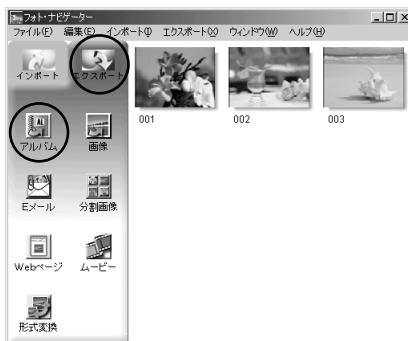 フォト・ナビゲーター
ファイル(F) 編集(E) インポート(I) エクスポート(X) ウィンドウ(W) ヘルプ(H)
インポート エクスポート
001 002 003
アルバム 画像
Eメール 分割画像
Webページ ムービー
形式変換